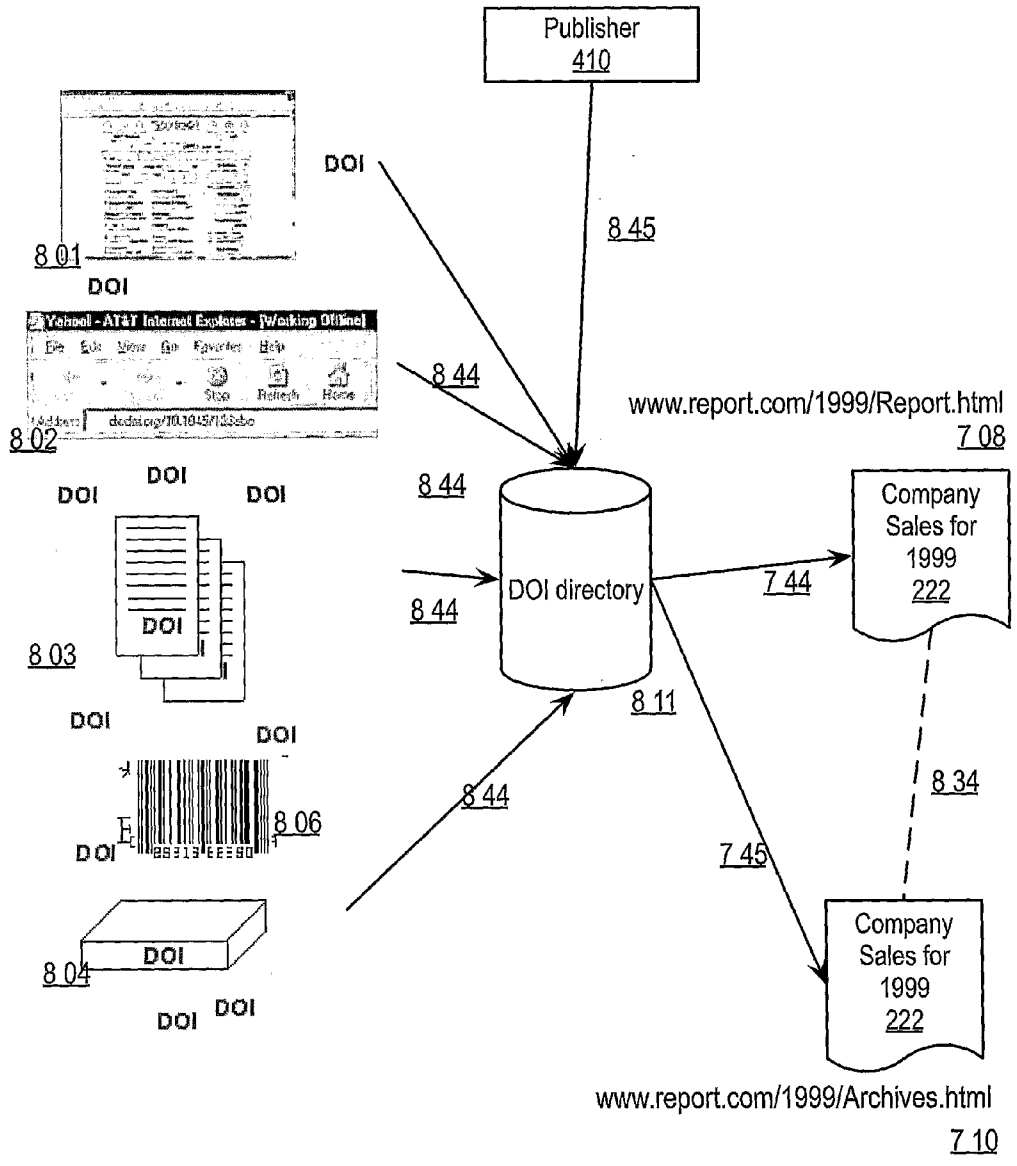 Publisher
410
DOI
8 45
8 01
DOI
Yahoo! - AT&T Internet Explorer - [Working Offline]
File Edit View Go Favorites Help
Stop Refresh Home
Address
8 02
8 44
www.report.com/1999/Report.html
7 08
DOI
DOI
DOI
8 44
Company
Sales for
1999
222
DOI directory
7 44
DOI
8 44
8 03
8 11
DOI
DOI
8 44
8 06
8 34
DOI
7 45
Company
Sales for
1999
222
DOI
8 04
DOI
DOI
www.report.com/1999/Archives.html
7 10